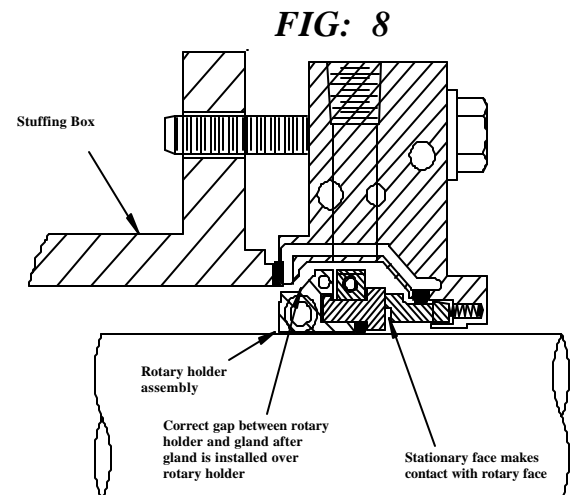 FIG: 8
Stuffing Box
Rotary holder
assembly
Correct gap between rotary
holder and gland after
gland is installed over
rotary holder
Stationary face makes
contact with rotary face